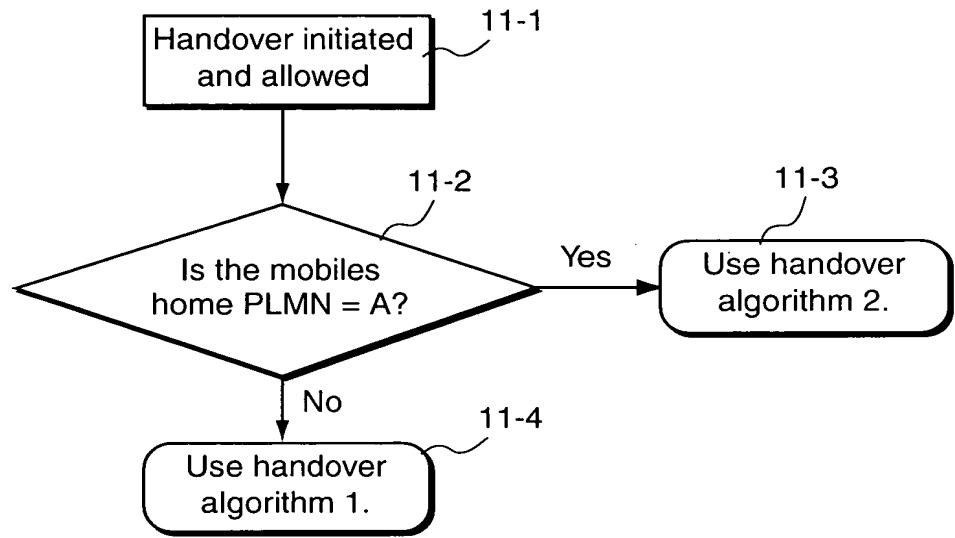 11-1
Handover initiated
and allowed
11-2
Is the mobiles
home PLMN = A?
Yes
11-3
Use handover
algorithm 2.
No
11-4
Use handover
algorithm 1.